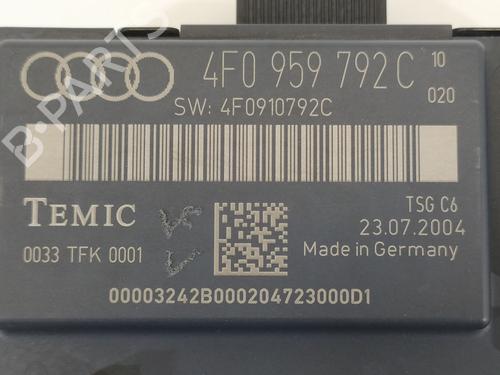 4F0 959 792 C 10
020
SW: 4F0910792C
TEMIC
TSG C6
23.07.2004
0033 TFK 0001
Made in Germany
00003242B000204723000D1
B-PARTS